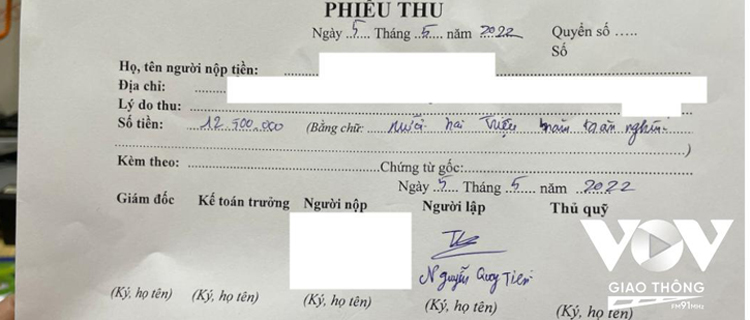 PHIẾU THU
Ngày 5 Tháng 5 năm 2022 Quyển số .....
Số
Họ, tên người nộp tiền:
Địa chỉ:
Lý do thu:
Số tiền: 12.500.000 (Bằng chữ: mười hai triệu trăm nghìn
)
Kèm theo: Chứng từ gốc:
Ngày 5 Tháng 5 năm 2022
Giám đốc Kế toán trưởng Người nộp Người lập Thủ quỹ
Nguyễn Quy Tiên
(Ký, họ tên) (Ký, họ tên) (Ký, họ tên) (Ký, họ tên) (Ký, họ tên)
VOV
GIAO THÔNG
FM91MHz